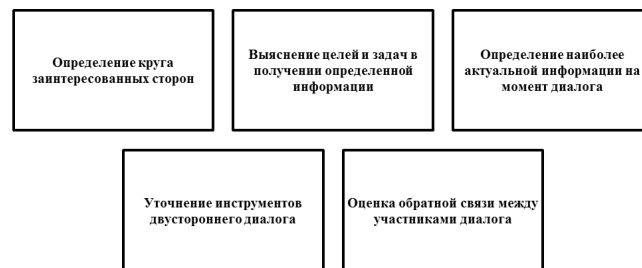 Определение круга
заинтересованных сторон
Выяснение целей и задач в
получении определенной
информации
Определение наиболее
актуальной информации на
момент диалога
Уточнение инструментов
двустороннего диалога
Оценка обратной связи между
участниками диалога